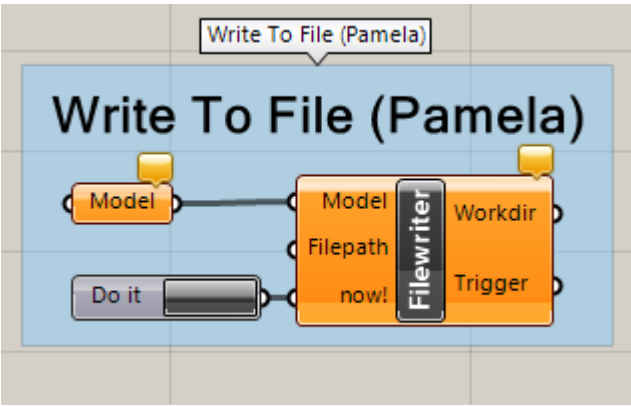 Write To File (Pamela)
Write To File (Pamela)
Model
Model
Filepath
now!
Filewriter
Workdir
Trigger
Do it